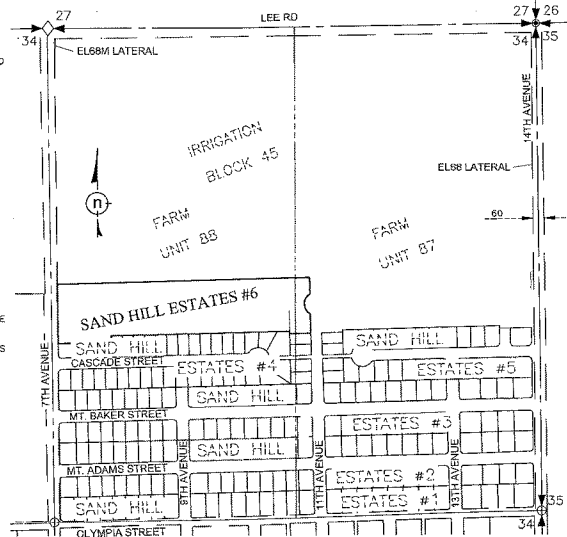 27
LEE RD
27 26
34
34 35
EL68M LATERAL
14TH AVENUE
IRRIGATION
BLOCK 45
EL68 LATERAL
n
FARM
UNIT 88
FARM
UNIT 87
60
SAND HILL ESTATES #6
SAND HILL
SAND HILL
CASCADE STREET
ESTATES #4
ESTATES #5
7TH AVENUE
SAND HILL
MT. BAKER STREET
ESTATES #3
SAND HILL
9TH AVENUE
11TH AVENUE
13TH AVENUE
MT. ADAMS STREET
ESTATES #2
SAND HILL
ESTATES #1
35
34
OLYMPIA STREET